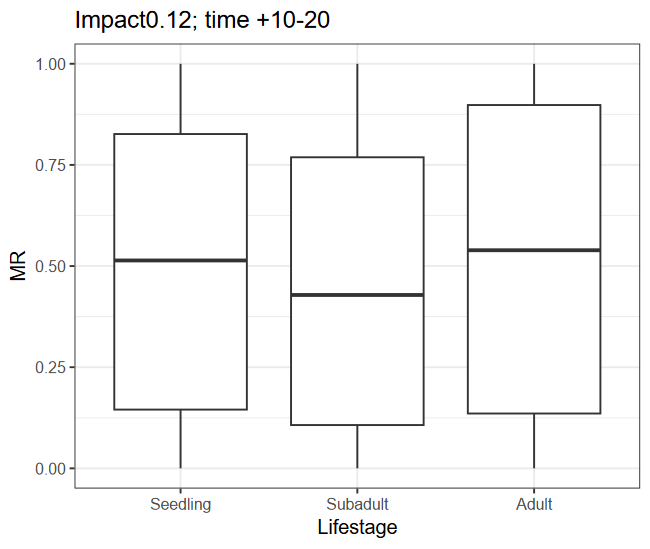 Impact0.12; time +10-20
1.00
0.75
0.50
0.25
0.00
MR
Seedling
Subadult
Adult
Lifestage